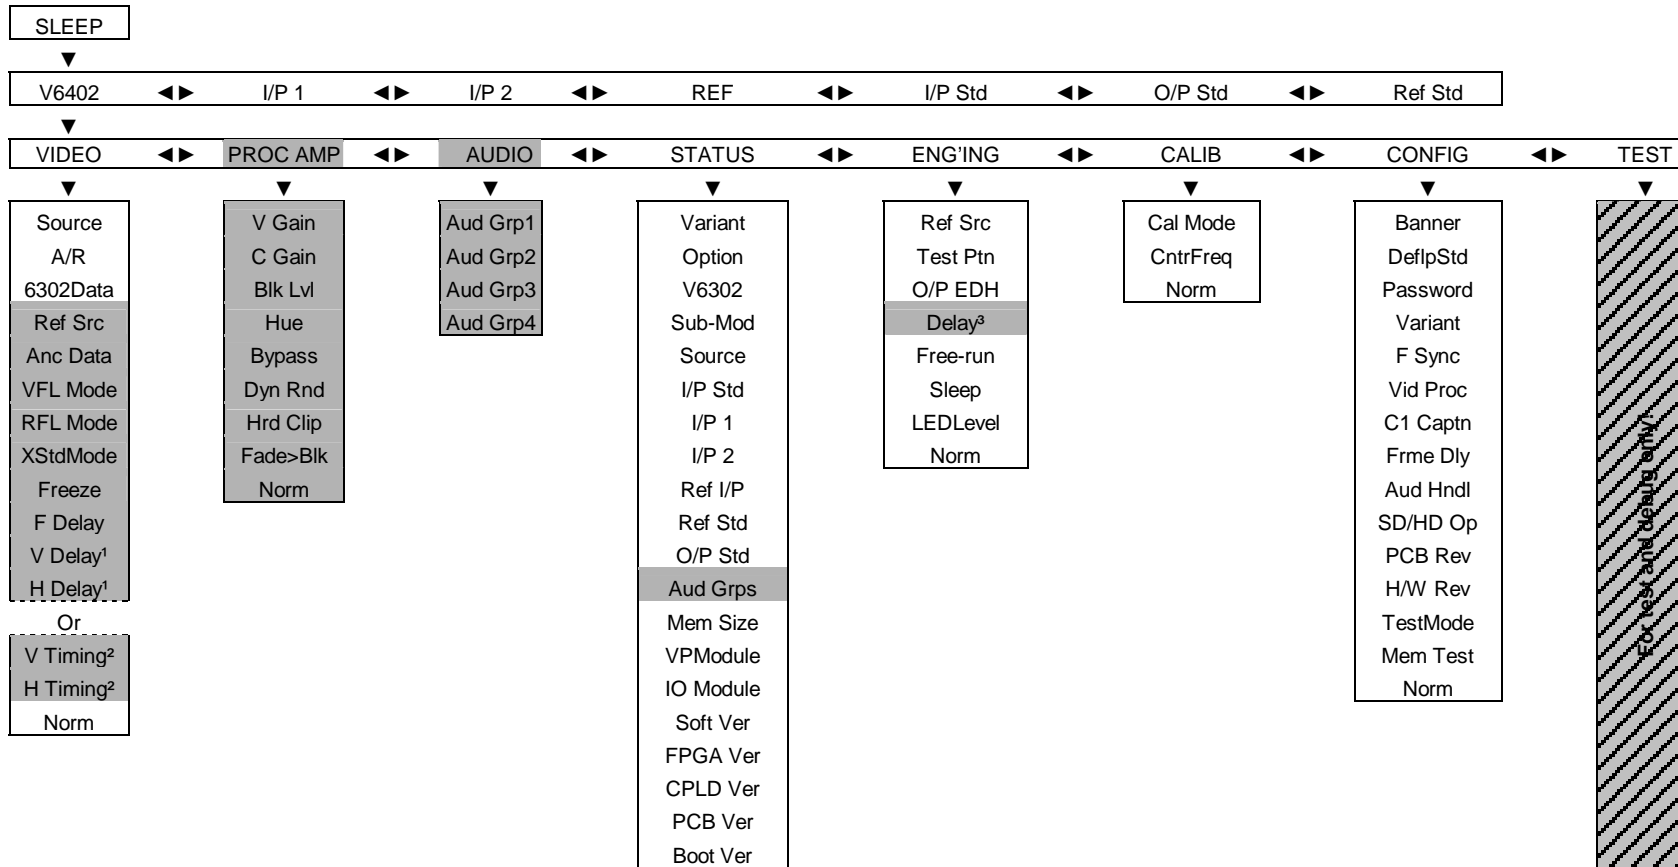 SLEEP
▼
V6402 ◄► I/P 1 ◄► I/P 2 ◄► REF ◄► I/P Std ◄► O/P Std ◄► Ref Std
▼
VIDEO ◄► PROC AMP ◄► AUDIO ◄► STATUS ◄► ENG'ING ◄► CALIB ◄► CONFIG ◄► TEST
▼ ▼ ▼ ▼ ▼ ▼ ▼ ▼
Source
A/R
6302Data
Ref Src
Anc Data
VFL Mode
RFL Mode
XStdMode
Freeze
F Delay
V Delay¹
H Delay¹
Or
V Timing²
H Timing²
Norm
V Gain
C Gain
Blk Lvl
Hue
Bypass
Dyn Rnd
Hrd Clip
Fade>Blk
Norm
Aud Grp1
Aud Grp2
Aud Grp3
Aud Grp4
Variant
Option
V6302
Sub-Mod
Source
I/P Std
I/P 1
I/P 2
Ref I/P
Ref Std
O/P Std
Aud Grps
Mem Size
VPModule
IO Module
Soft Ver
FPGA Ver
CPLD Ver
PCB Ver
Boot Ver
Ref Src
Test Ptn
O/P EDH
Delay³
Free-run
Sleep
LEDLevel
Norm
Cal Mode
CntrFreq
Norm
Banner
DefIpStd
Password
Variant
F Sync
Vid Proc
C1 Captn
Frme Dly
Aud Hndl
SD/HD Op
PCB Rev
H/W Rev
TestMode
Mem Test
Norm
For test and debug only!